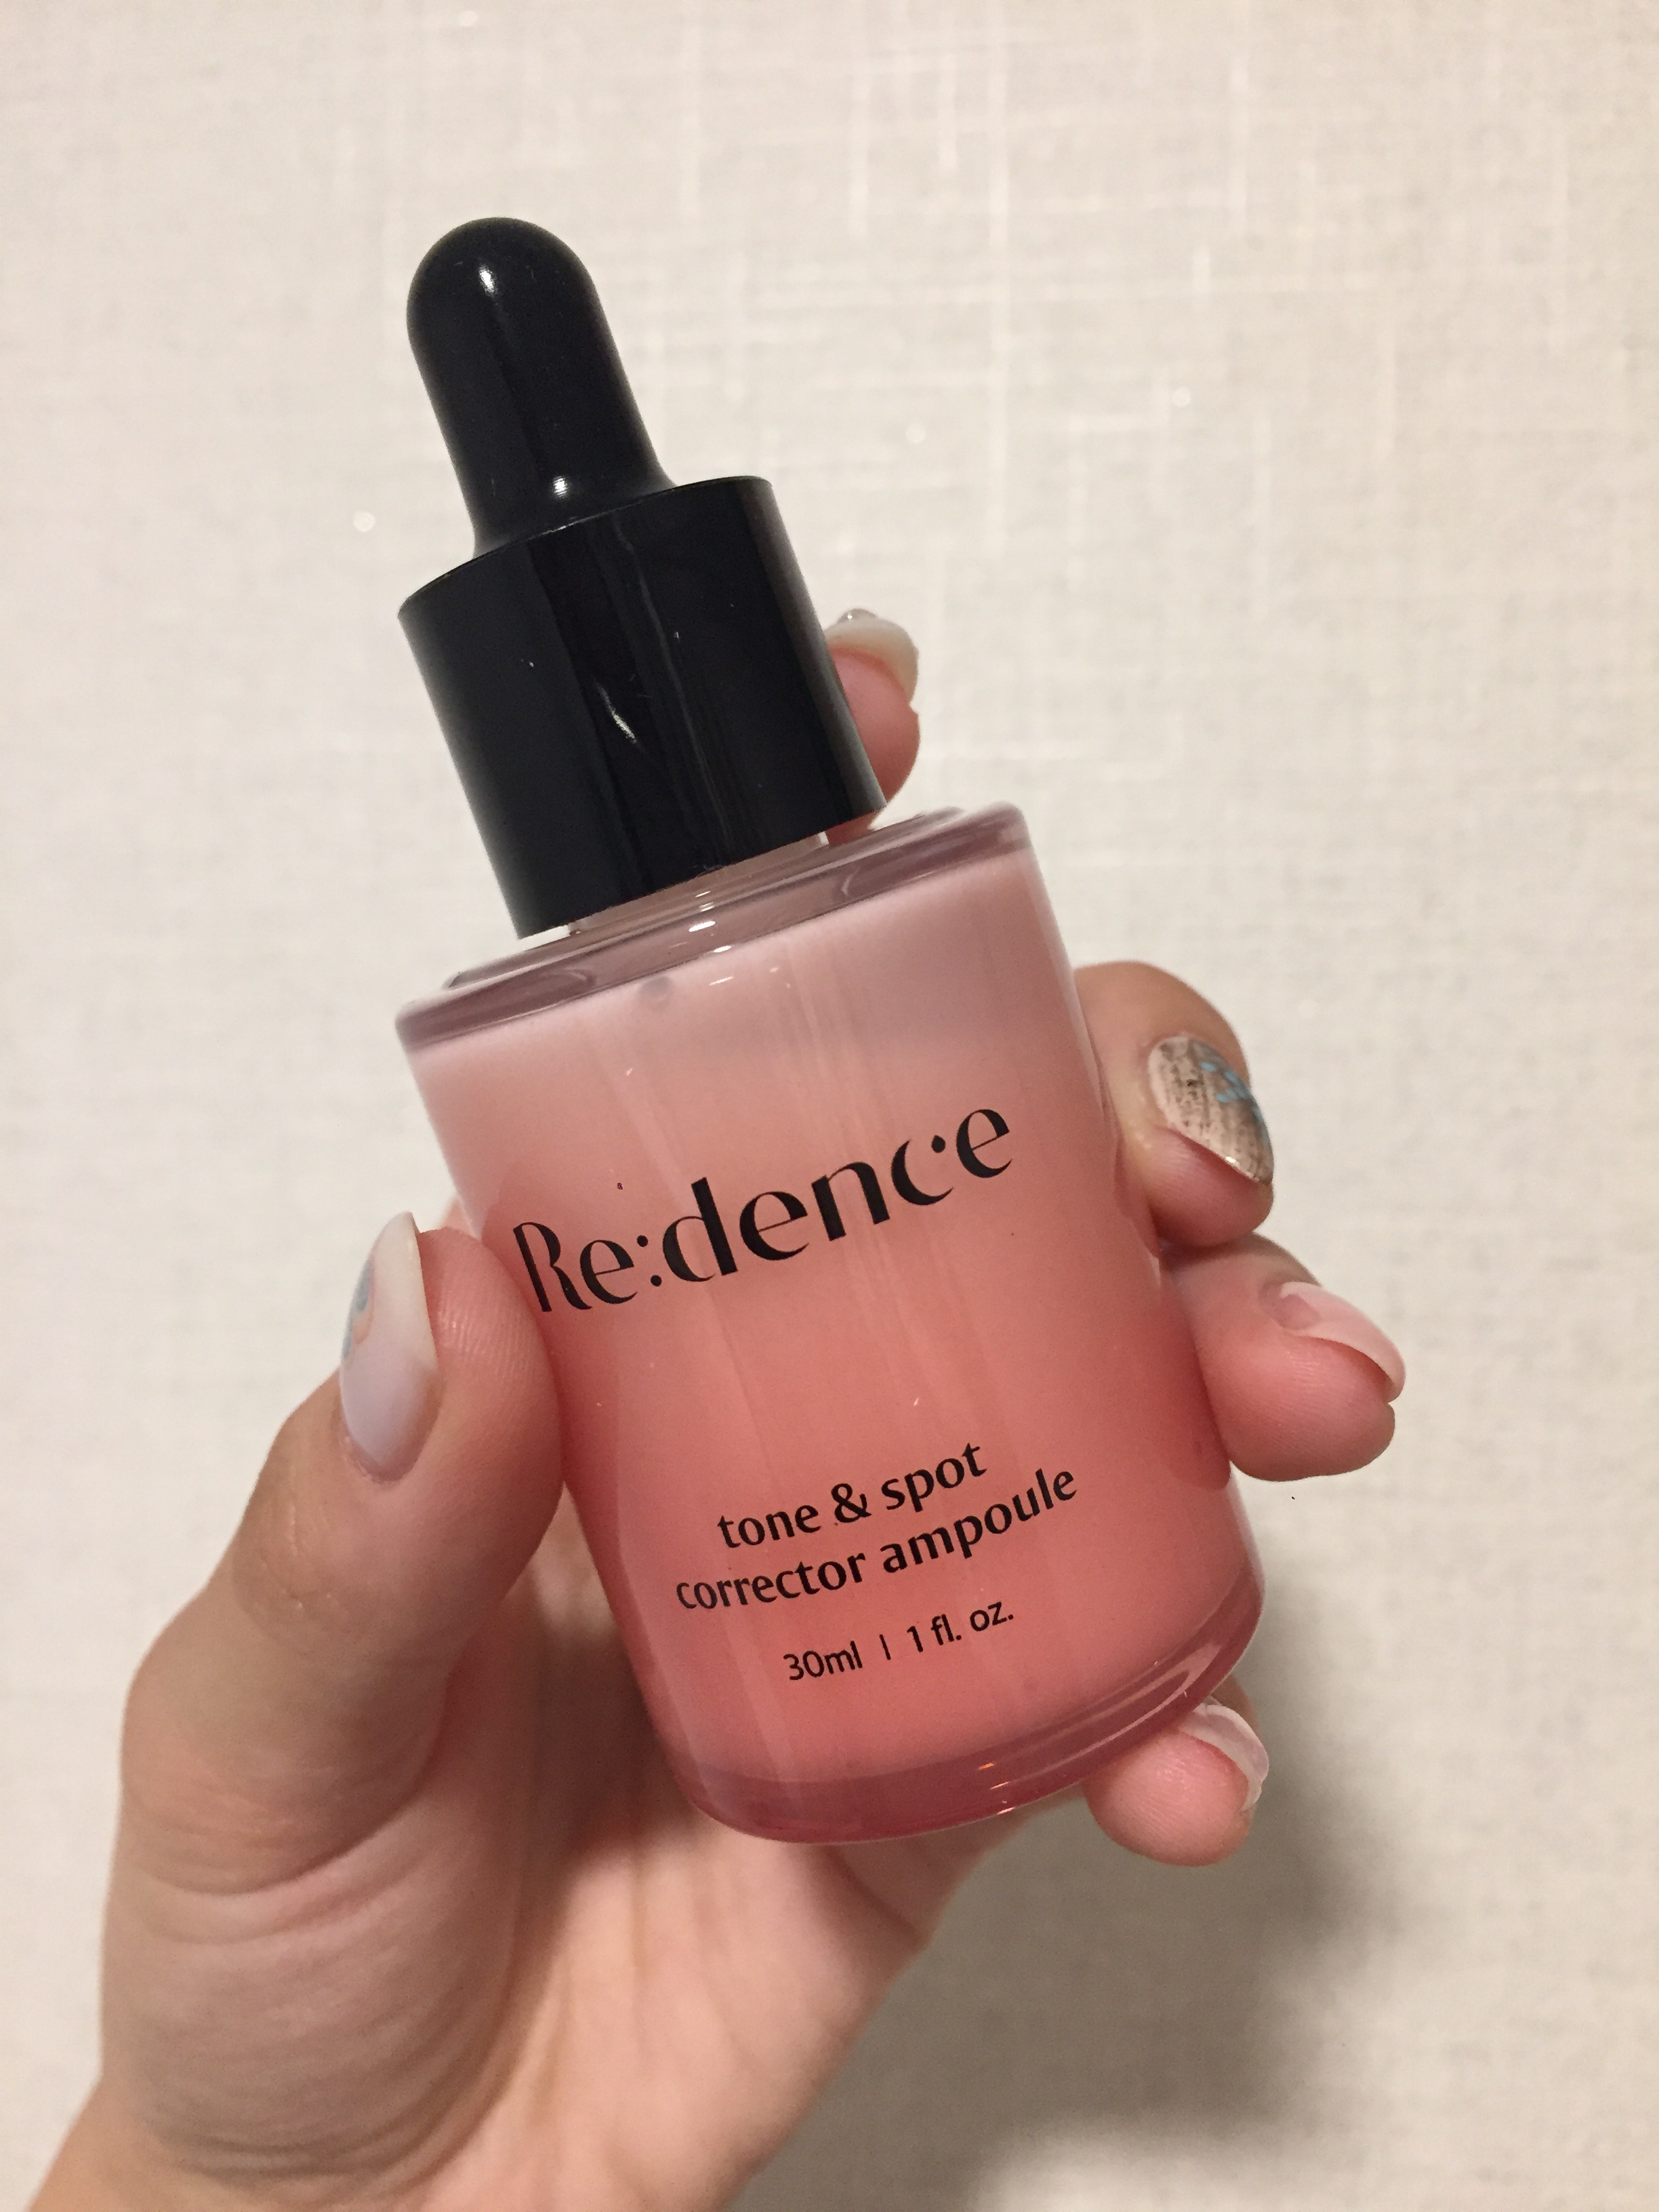 Re:dence
tone & spot
corrector ampoule
30ml | 1 fl. oz.